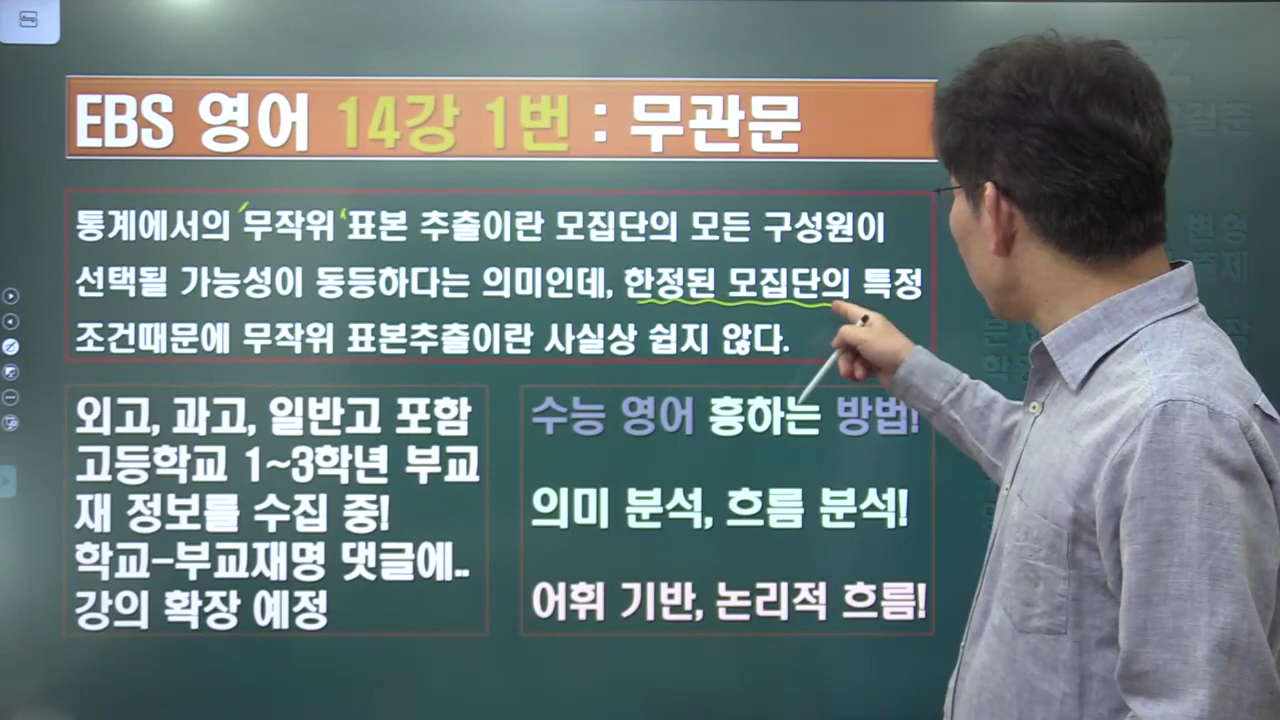 EBS 영어 14강 1번 : 무관문
통계에서의 '무작위' 표본 추출이란 모집단의 모든 구성원이
선택될 가능성이 동등하다는 의미인데, 한정된 모집단의 특정
조건때문에 무작위 표본추출이란 사실상 쉽지 않다.
외고, 과고, 일반고 포함
고등학교 1~3학년 부교
재 정보를 수집 중!
학교-부교재명 댓글에..
강의 확장 예정
수능 영어 흥하는 방법!
의미 분석, 흐름 분석!
어휘 기반, 논리적 흐름!
변형
출제